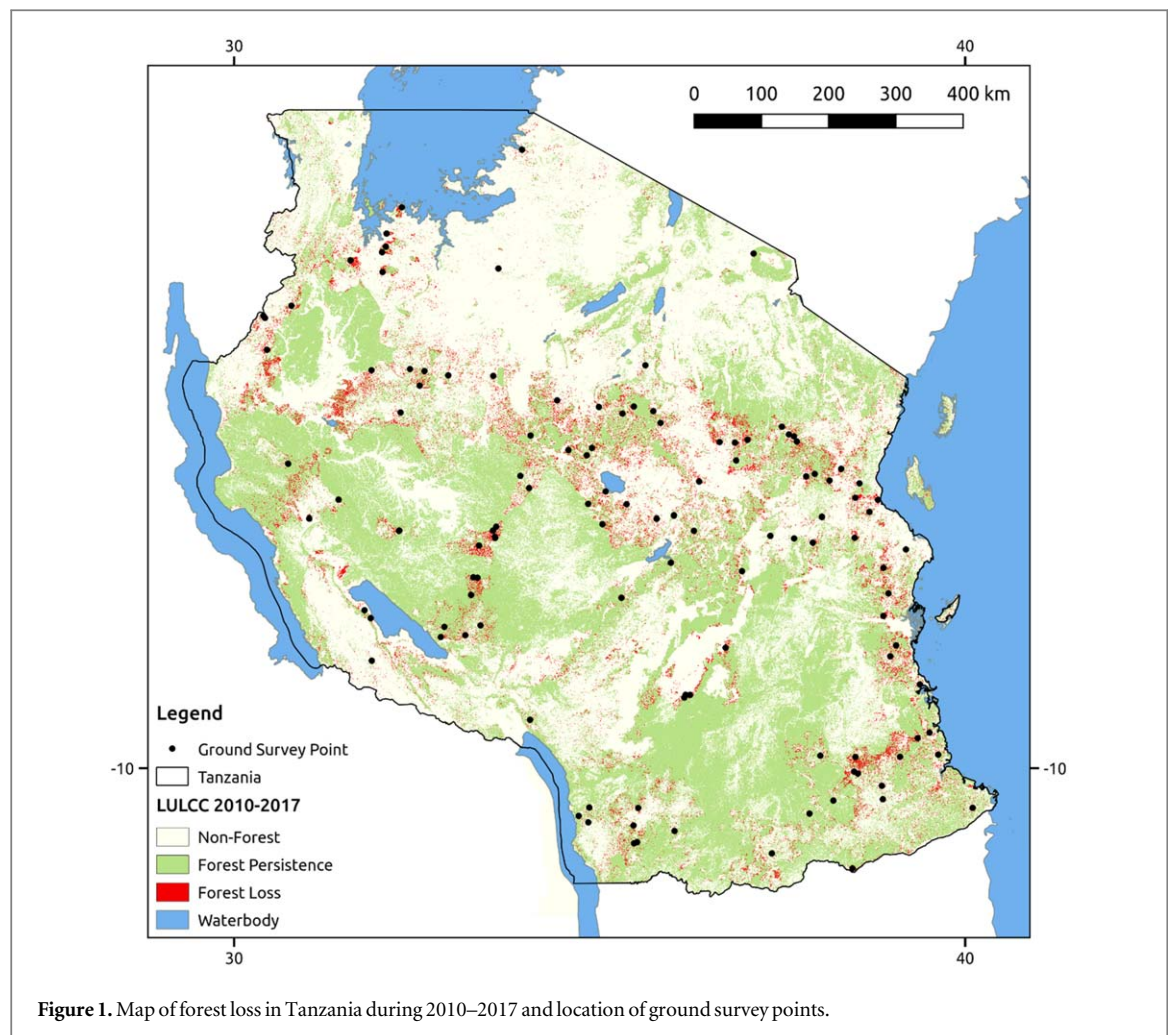 30 40
0 100 200 300 400 km
Legend
Ground Survey Point
Tanzania
LULCC 2010-2017
Non-Forest
Forest Persistence
Forest Loss
Waterbody
-10 -10
30 40
Figure 1. Map of forest loss in Tanzania during 2010–2017 and location of ground survey points.